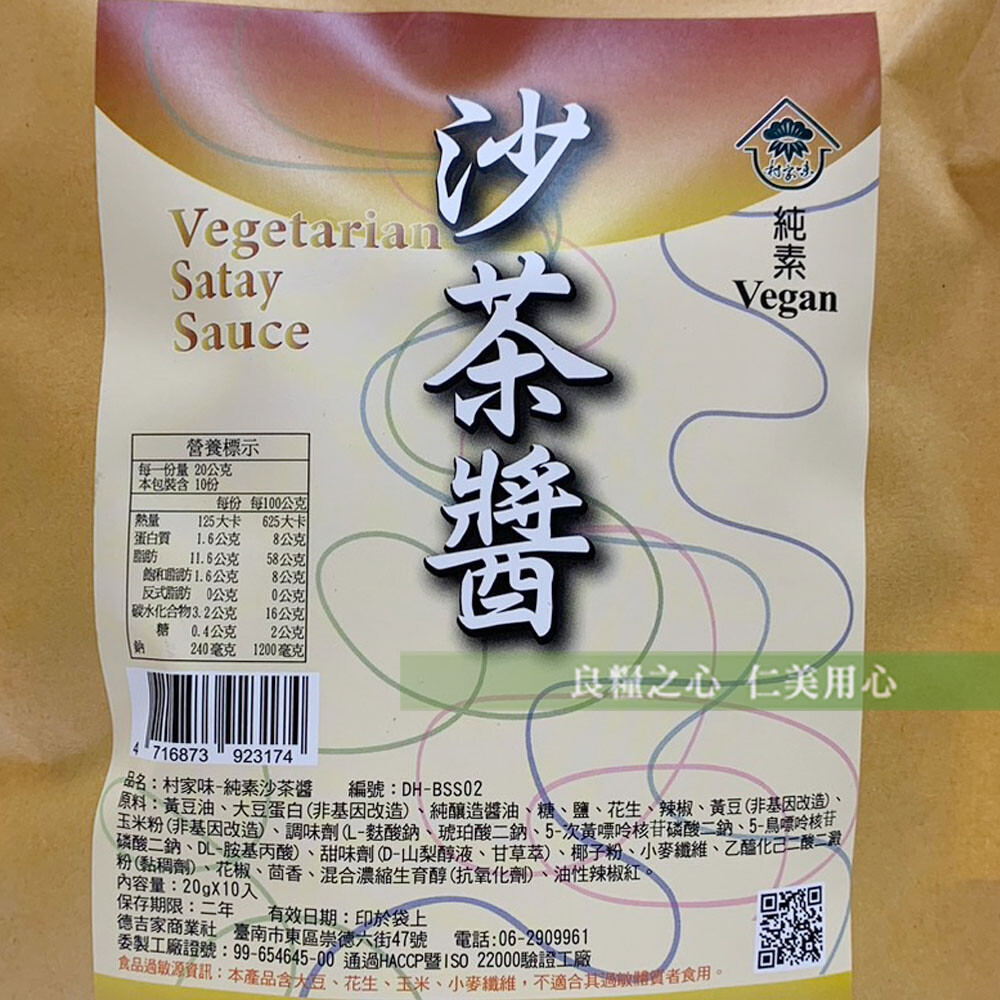 村家味
純素
Vegan
沙茶醬
Vegetarian
Satay
Sauce
營養標示
每一份量 20公克
本包裝含 10份
每份 每100公克
熱量 125大卡 625大卡
蛋白質 1.6公克 8公克
脂肪 11.6公克 58公克
飽和脂肪 1.6公克 8公克
反式脂肪 0公克 0公克
碳水化合物 3.2公克 16公克
糖 0.4公克 2公克
鈉 240毫克 1200毫克
良糧之心 仁美用心
4 716873 923174
品名：村家味-純素沙茶醬 編號：DH-BSS02
原料：黃豆油、大豆蛋白(非基因改造)、純釀造醬油、糖、鹽、花生、辣椒、黃豆(非基因改造)、
玉米粉(非基因改造)、調味劑(L-麩酸鈉、琥珀酸二鈉、5-次黃嘌呤核苷磷酸二鈉、5-鳥嘌呤核苷
磷酸二鈉、DL-胺基丙酸)、甜味劑(D-山梨醇液、甘草萃)、椰子粉、小麥纖維、乙醯化己二酸二澱
粉(黏稠劑)、花椒、茴香、混合濃縮生育醇(抗氧化劑)、油性辣椒紅。
內容量：20gX10入
保存期限：二年 有效日期：印於袋上
德吉家商業社 臺南市東區崇德六街47號 電話:06-2909961
委製工廠證號：99-654645-00 通過HACCP暨ISO 22000驗證工廠
食品過敏源資訊：本產品含大豆、花生、玉米、小麥纖維，不適合其過敏體質者食用。